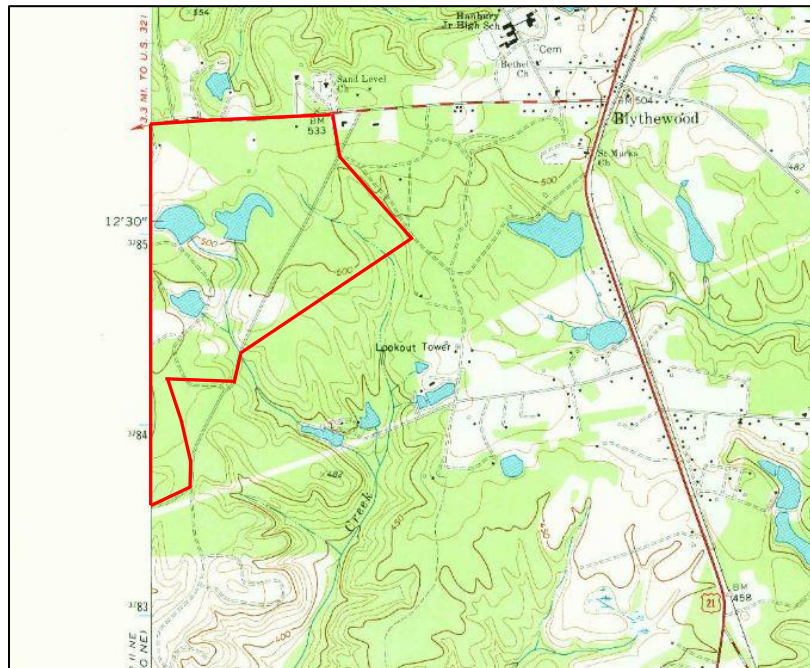 154
Hanbury
Jr High Sch
Cem
Bethel
Ch
3.3 MI. TO U.S. 321
Sand Level
Ch
BM 504
BM
533
Blythewood
St Marks
Ch
482
500
12'30"
3785
500
500
Lookout Tower
3784
482
450
Creek
450
BM
458
21
3783
400